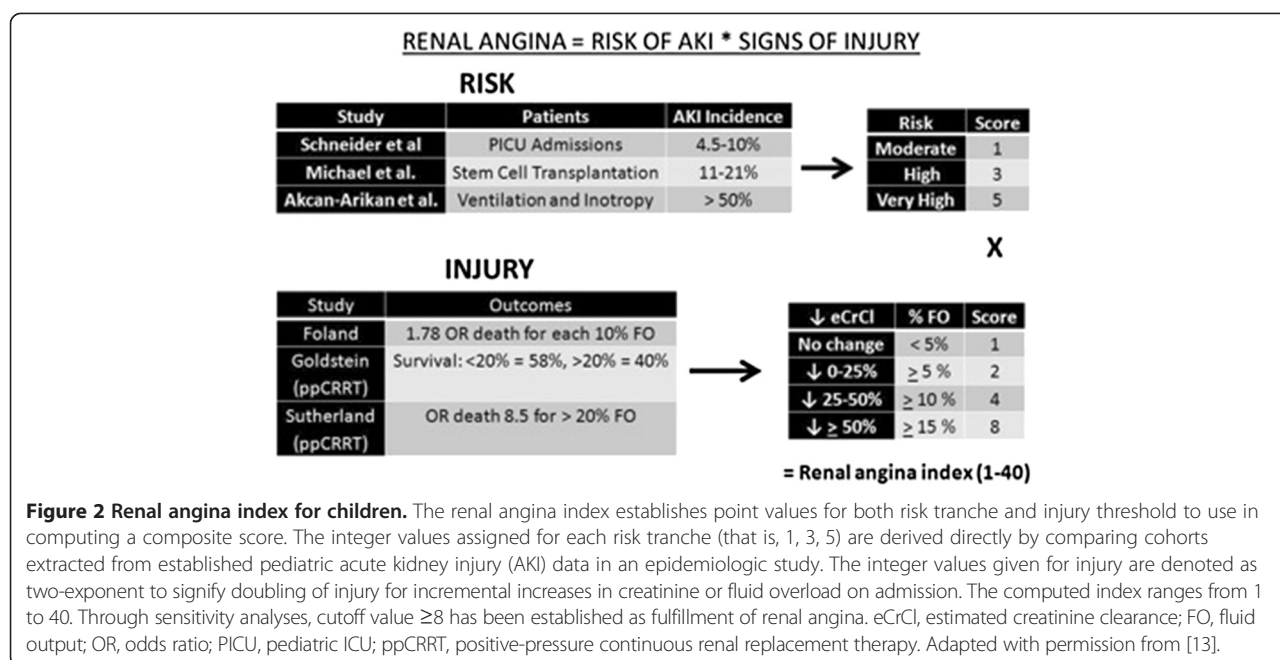 RENAL ANGINA = RISK OF AKI * SIGNS OF INJURY
RISK
Study Patients AKI Incidence
Schneider et al PICU Admissions 4.5-10%
Michael et al. Stem Cell Transplantation 11-21%
Akcan-Arikan et al. Ventilation and Inotropy > 50%
Risk Score
Moderate 1
High 3
Very High 5
X
INJURY
Study Outcomes
Foland 1.78 OR death for each 10% FO
Goldstein Survival: <20% = 58%, >20% = 40%
(ppCRRT)
Sutherland OR death 8.5 for > 20% FO
(ppCRRT)
↓ eCrCl % FO Score
No change < 5% 1
↓ 0-25% ≥ 5 % 2
↓ 25-50% ≥ 10 % 4
↓ ≥ 50% ≥ 15 % 8
= Renal angina index (1-40)
Figure 2 Renal angina index for children. The renal angina index establishes point values for both risk tranche and injury threshold to use in
computing a composite score. The integer values assigned for each risk tranche (that is, 1, 3, 5) are derived directly by comparing cohorts
extracted from established pediatric acute kidney injury (AKI) data in an epidemiologic study. The integer values given for injury are denoted as
two-exponent to signify doubling of injury for incremental increases in creatinine or fluid overload on admission. The computed index ranges from 1
to 40. Through sensitivity analyses, cutoff value ≥8 has been established as fulfillment of renal angina. eCrCl, estimated creatinine clearance; FO, fluid
output; OR, odds ratio; PICU, pediatric ICU; ppCRRT, positive-pressure continuous renal replacement therapy. Adapted with permission from [13].